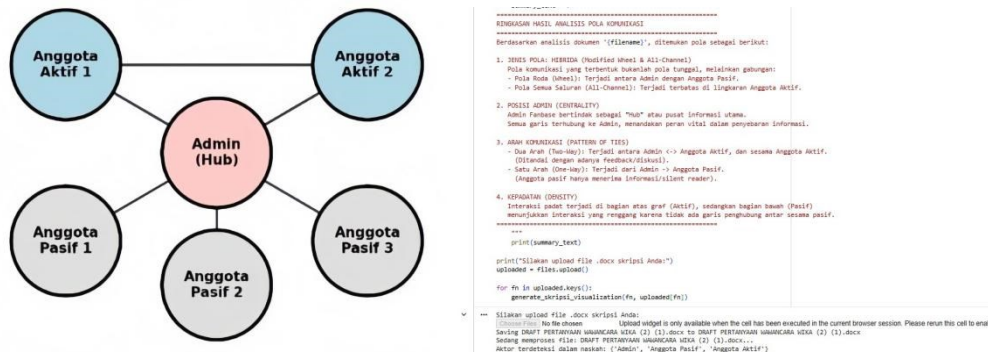 Anggota
Aktif 1
Anggota
Aktif 2
Admin
(Hub)
Anggota
Pasif 1
Anggota
Pasif 2
Anggota
Pasif 3
RINGKASAN HASIL ANALISIS POLA KOMUNIKASI
Berdasarkan analisis dokumen '{filename}', ditemukan pola sebagai berikut:
1. JENIS POLA: HIBRIDA (Modified Wheel & All-Channel)
Pola komunikasi yang terbentuk bukanlah pola tunggal, melainkan gabungan:
- Pola Roda (Wheel): Terjadi antara Admin dengan Anggota Pasif.
- Pola Semua Saluran (All-Channel): Terjadi terbatas di lingkaran Anggota Aktif.
2. POSISI ADMIN (CENTRALITY)
Admin Fanbase bertindak sebagai "Hub" atau pusat informasi utama.
Semua garis terhubung ke Admin, menandakan peran vital dalam penyebaran informasi.
3. ARAH KOMUNIKASI (PATTERN OF TIES)
- Dua Arah (Two-Way): Terjadi antara Admin <-> Anggota Aktif, dan sesama Anggota Aktif.
(Ditandai dengan adanya feedback/diskusi).
- Satu Arah (One-Way): Terjadi dari Admin -> Anggota Pasif.
(Anggota pasif hanya menerima informasi/silent reader).
4. KEPADATAN (DENSITY)
Interaksi padat terjadi di bagian atas graf (Aktif), sedangkan bagian bawah (Pasif)
menunjukkan interaksi yang renggang karena tidak ada garis penghubung antar sesama pasif.
"""
print(summary_text)
print("Silakan upload file .docx skripsi Anda:")
uploaded = files.upload()
for fn in uploaded.keys():
generate_skripsi_visualization(fn, uploaded[fn])
Silakan upload file .docx skripsi Anda:
Choose Files No file chosen Upload widget is only available when the cell has been executed in the current browser session. Please rerun this cell to enab
Saving DRAFT PERTANYAAN WAWANCARA WIKA (2) (1).docx to DRAFT PERTANYAAN WAWANCARA WIKA (2) (1).docx
Sedang memproses file: DRAFT PERTANYAAN WAWANCARA WIKA (2) (1).docx...
Aktor terdeteksi dalam naskah: ('Admin', 'Anggota Pasif', 'Anggota Aktif')